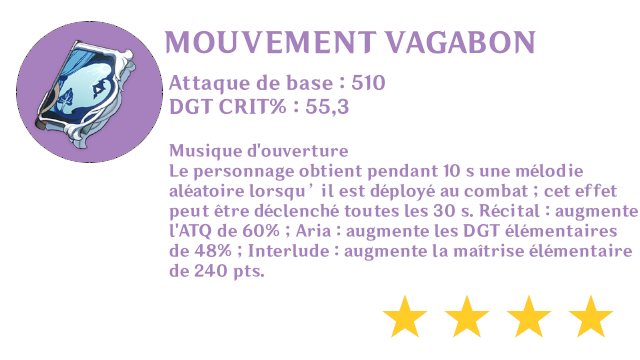 MOUVEMENT VAGABON
Attaque de base : 510
DGT CRIT% : 55,3
Musique d'ouverture
Le personnage obtient pendant 10 s une mélodie
aléatoire lorsqu’il est déployé au combat ; cet effet
peut être déclenché toutes les 30 s. Récital : augmente
l'ATQ de 60% ; Aria : augmente les DGT élémentaires
de 48% ; Interlude : augmente la maîtrise élémentaire
de 240 pts.